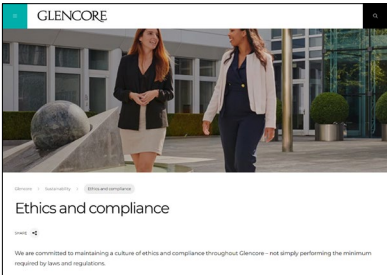 GLENCORE
Glencore
Sustainability
Ethics and compliance
Ethics and compliance
SHARE
We are committed to maintaining a culture of ethics and compliance throughout Glencore – not simply performing the minimum
required by laws and regulations.